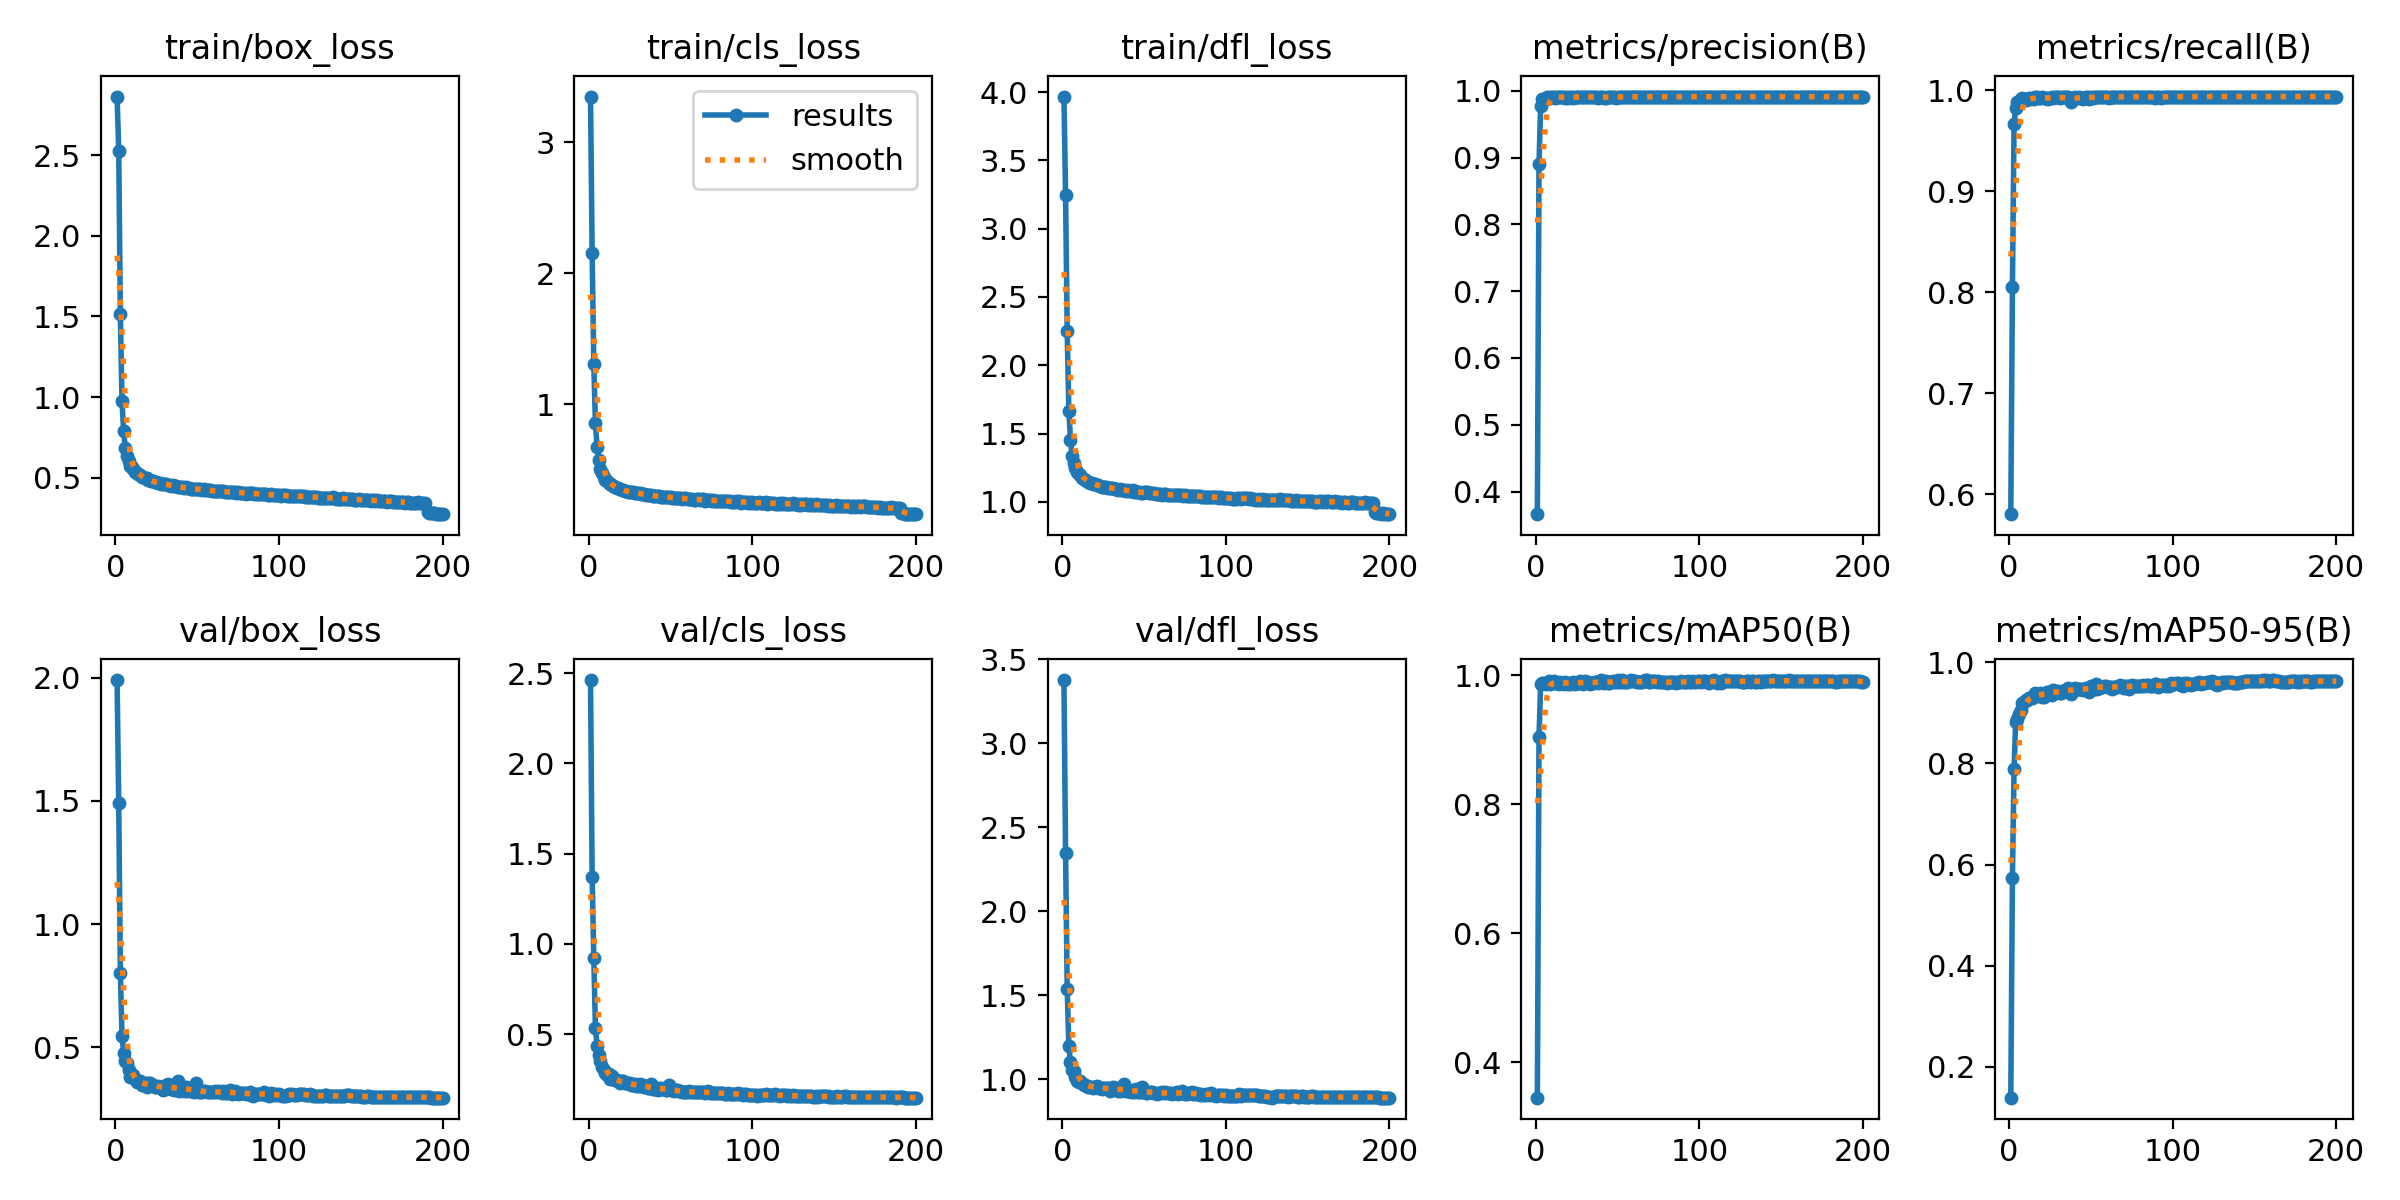 train/box_loss
train/cls_loss
train/dfl_loss
metrics/precision(B)
metrics/recall(B)
2.5
2.0
1.5
1.0
0.5
0 100 200
3
2
1
0 100 200
results
smooth
4.0
3.5
3.0
2.5
2.0
1.5
1.0
0 100 200
1.0
0.9
0.8
0.7
0.6
0.5
0.4
0 100 200
1.0
0.9
0.8
0.7
0.6
0 100 200
val/box_loss
val/cls_loss
val/dfl_loss
metrics/mAP50(B)
metrics/mAP50-95(B)
2.0
1.5
1.0
0.5
0 100 200
2.5
2.0
1.5
1.0
0.5
0 100 200
3.5
3.0
2.5
2.0
1.5
1.0
0 100 200
1.0
0.8
0.6
0.4
0 100 200
1.0
0.8
0.6
0.4
0.2
0 100 200